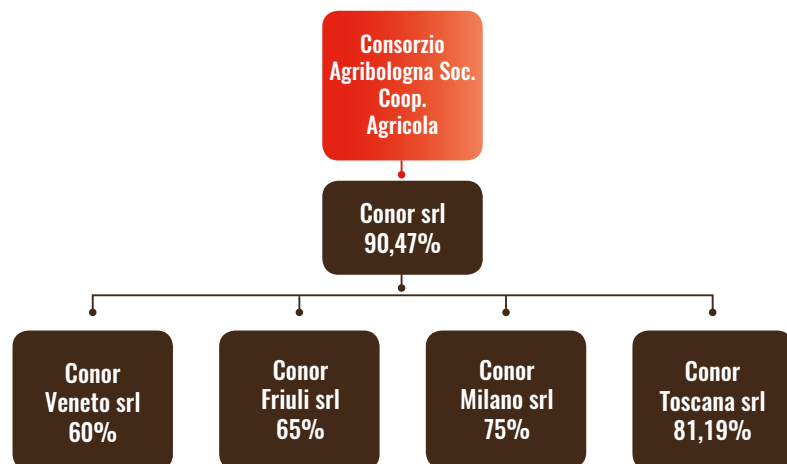 Consorzio
Agribologna Soc.
Coop.
Agricola
Conor srl
90,47%
Conor
Veneto srl
60%
Conor
Friuli srl
65%
Conor
Milano srl
75%
Conor
Toscana srl
81,19%